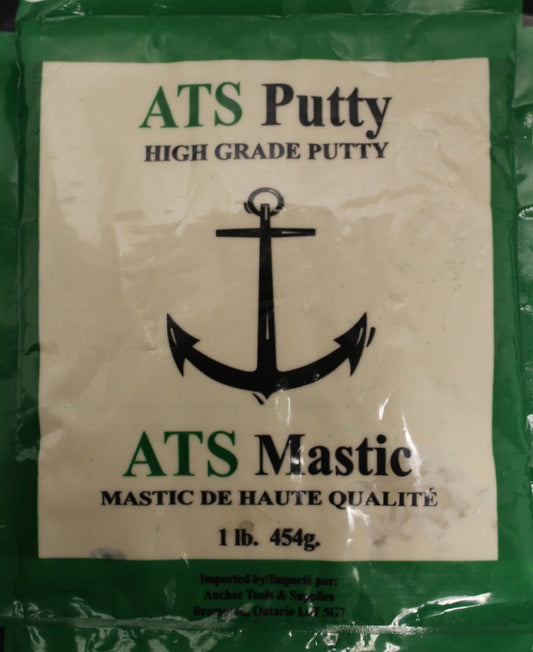 ATS Putty
HIGH GRADE PUTTY
ATS Mastic
MASTIC DE HAUTE QUALITÉ
1 lb. 454g.
Imported by/Importé par:
Anchor Tools & Supplies
Ontario 5G7